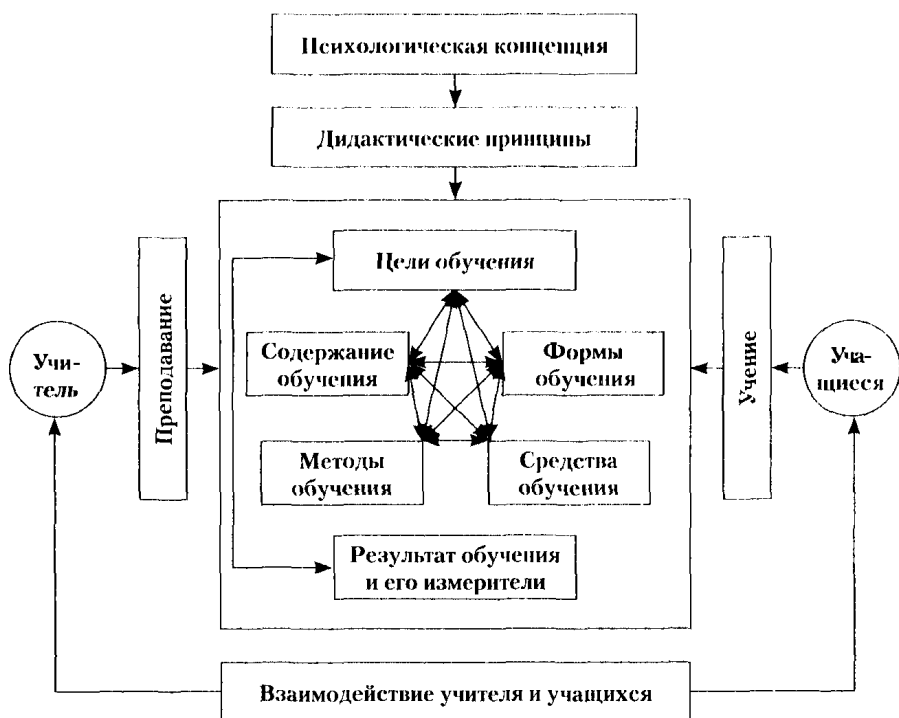 Психологическая концепция
Дидактические принципы
Цели обучения
Преподавание
Учение
Содержание
обучения
Формы
обучения
Учи-
тель
Уча-
щиеся
Методы
обучения
Средства
обучения
Результат обучения
и его измерители
Взаимодействие учителя и учащихся